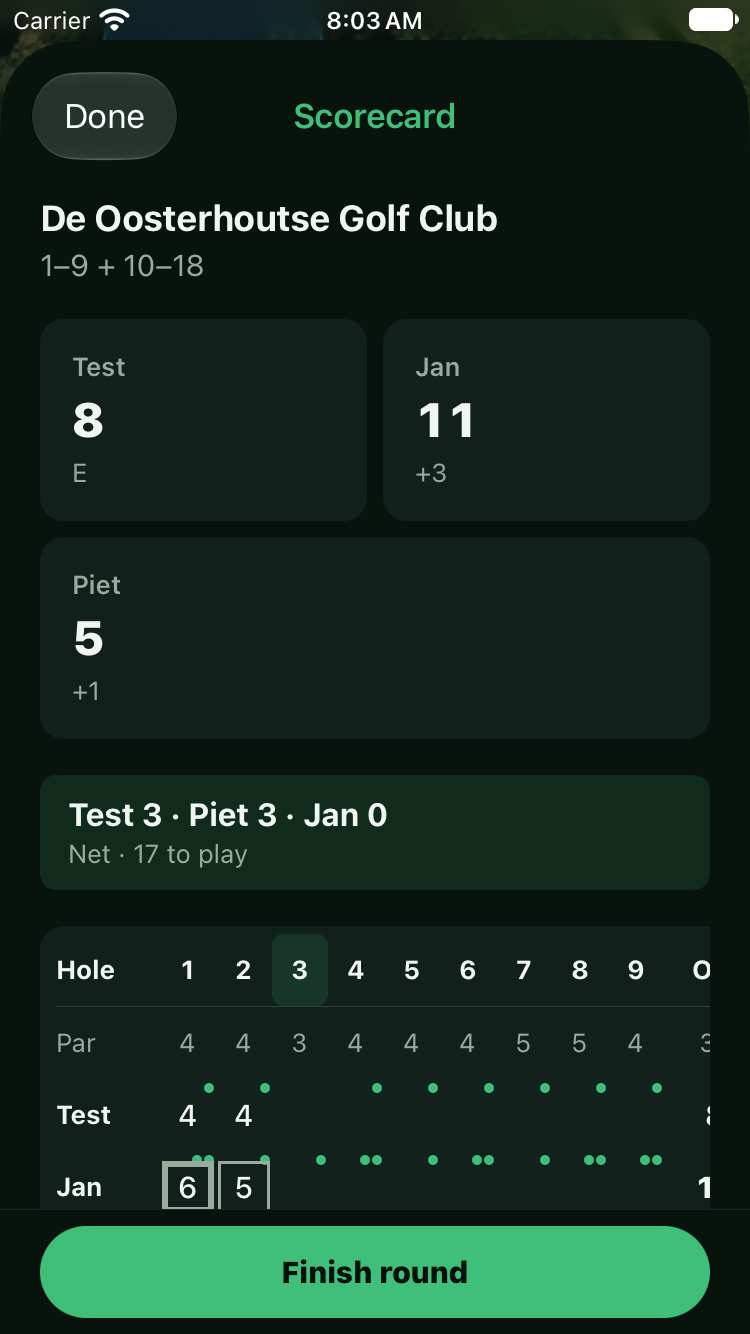 Carrier 8:03 AM
Done Scorecard
De Oosterhoutse Golf Club
1–9 + 10–18
Test Jan
8 11
E +3
Piet
5
+1
Test 3 · Piet 3 · Jan 0
Net · 17 to play
Hole 1 2 3 4 5 6 7 8 9
Par 4 4 3 4 4 4 5 5 4
Test 4 4
Jan 6 5
Finish round